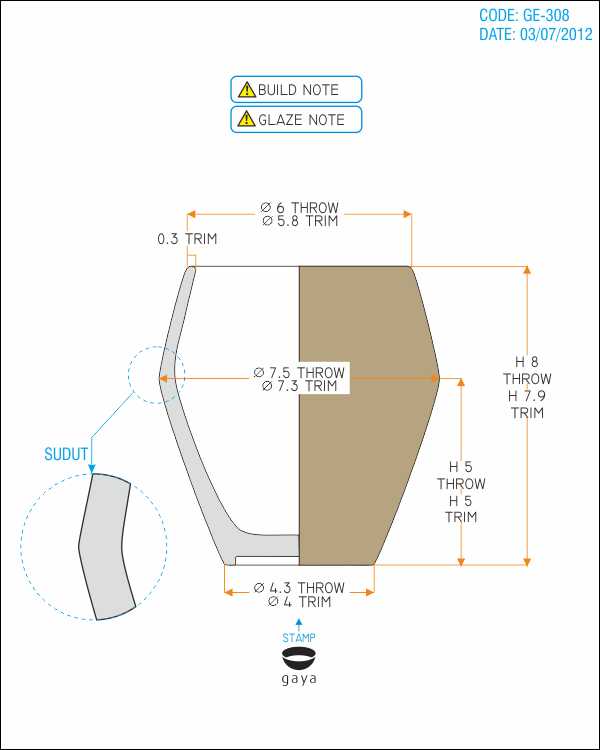 CODE: GE-308
DATE: 03/07/2012
BUILD NOTE
GLAZE NOTE
Ø 6 THROW
Ø 5.8 TRIM
0.3 TRIM
Ø 7.5 THROW
Ø 7.3 TRIM
H 8
THROW
H 7.9
TRIM
SUDUT
H 5
THROW
H 5
TRIM
Ø 4.3 THROW
Ø 4 TRIM
STAMP
gaya